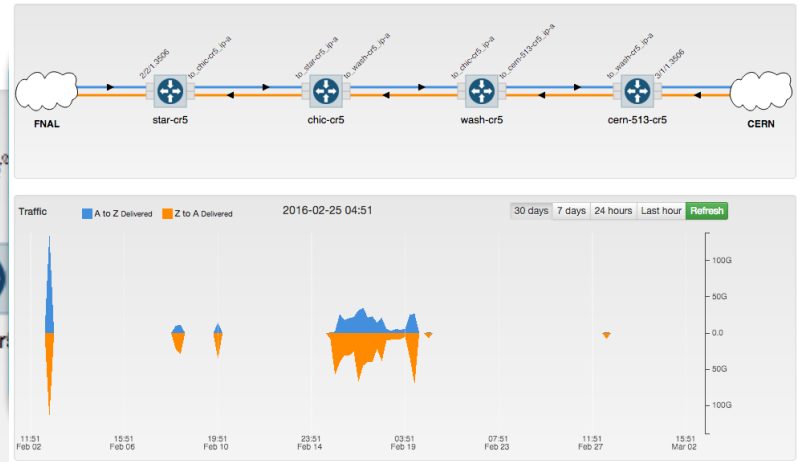 2/2/1.3506
to_chic-cr5_ip-a
to_star-cr5_ip-a
to_wash-cr5_ip-a
to_chic-cr5_ip-a
to_cern-513-cr5_ip-a
to_wash-cr5_ip-a
3/1/1.3506
FNAL
star-cr5
chic-cr5
wash-cr5
cern-513-cr5
CERN
Traffic
A to Z Delivered
Z to A Delivered
2016-02-25 04:51
30 days
7 days
24 hours
Last hour
Refresh
100G
50G
0.0
50G
100G
11:51 15:51 19:51 23:51 03:51 07:51 11:51 15:51
Feb 02 Feb 06 Feb 10 Feb 14 Feb 19 Feb 23 Feb 27 Mar 02